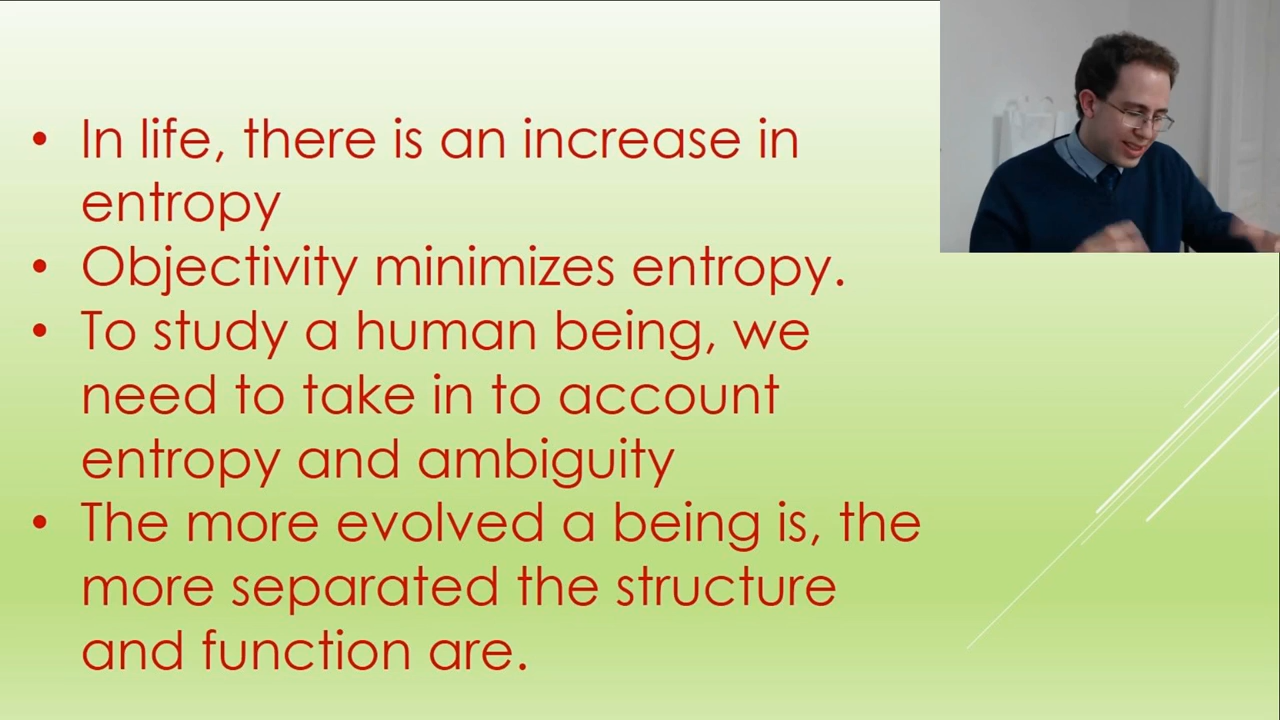 • In life, there is an increase in
entropy
• Objectivity minimizes entropy.
• To study a human being, we
need to take in to account
entropy and ambiguity
• The more evolved a being is, the
more separated the structure
and function are.